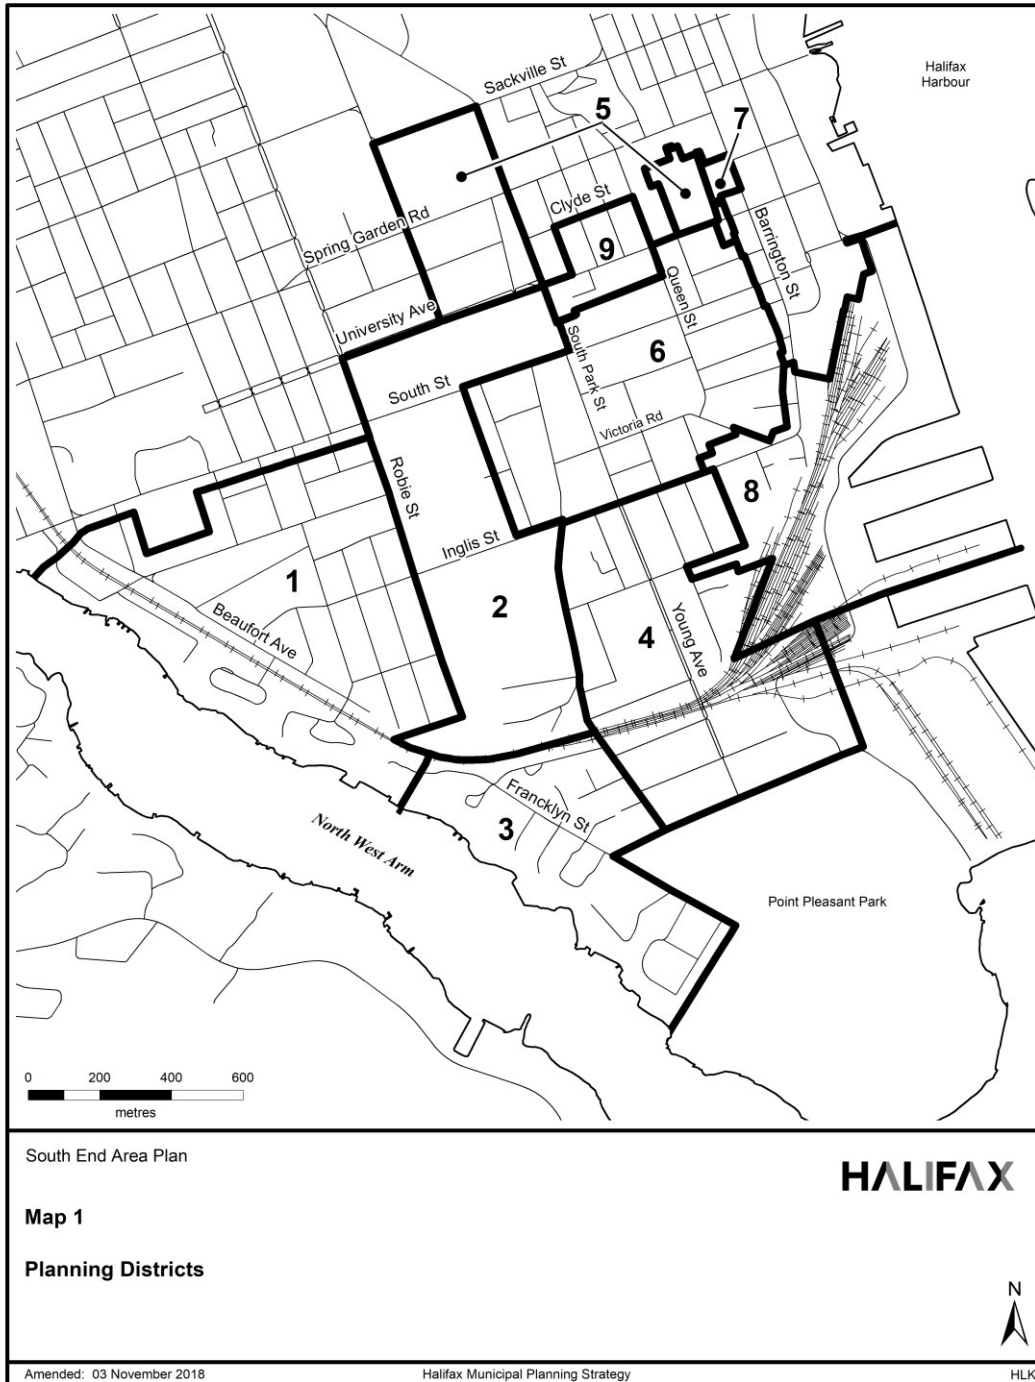 Sackville St
Halifax
Harbour
5
7
Clyde St
Spring Garden Rd
9
Barrington St
Queen St
University Ave
South Park St
6
South St
Victoria Rd
Robie St
8
Inglis St
1
2
Beaufort Ave
4
Young Ave
Francklyn St
3
North West Arm
Point Pleasant Park
0 200 400 600
metres
South End Area Plan
HALIFAX
Map 1
Planning Districts
N
Amended: 03 November 2018 Halifax Municipal Planning Strategy